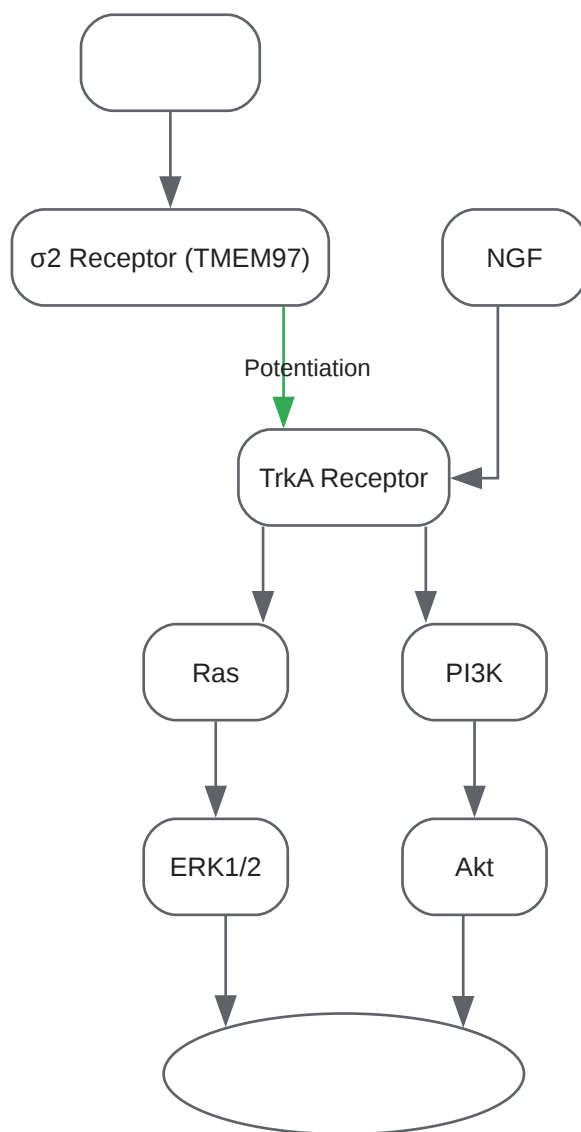 σ2 Receptor (TMEM97)
NGF
Potentiation
TrkA Receptor
Ras
PI3K
ERK1/2
Akt